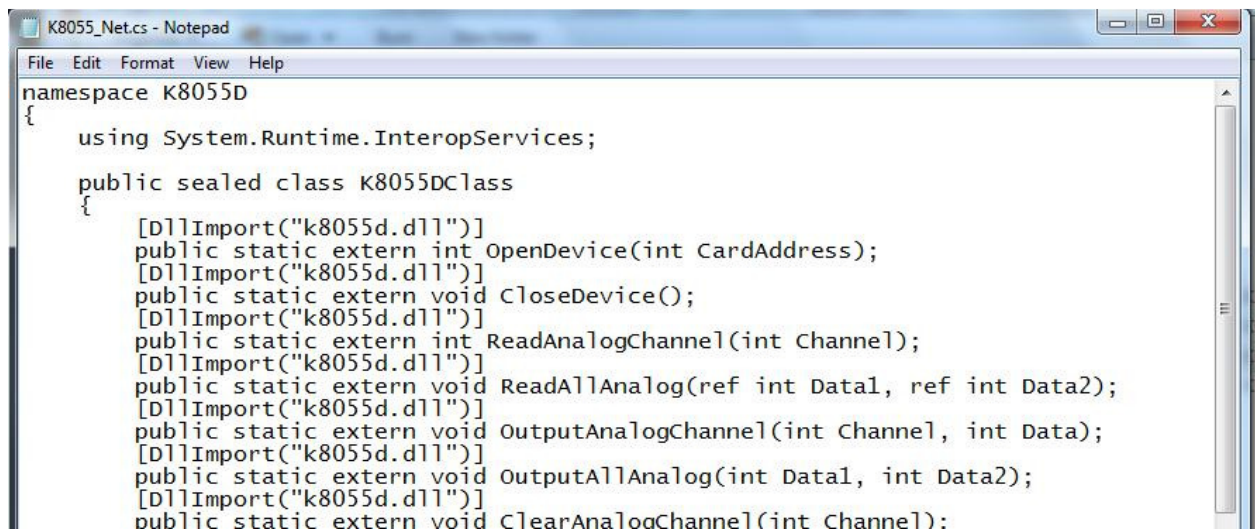 K8055_Net.cs - Notepad
File Edit Format View Help
namespace K8055D
{
    using System.Runtime.InteropServices;

    public sealed class K8055DClass
    {
        [DllImport("k8055d.dll")]
        public static extern int OpenDevice(int CardAddress);
        [DllImport("k8055d.dll")]
        public static extern void CloseDevice();
        [DllImport("k8055d.dll")]
        public static extern int ReadAnalogChannel(int Channel);
        [DllImport("k8055d.dll")]
        public static extern void ReadAllAnalog(ref int Data1, ref int Data2);
        [DllImport("k8055d.dll")]
        public static extern void OutputAnalogChannel(int Channel, int Data);
        [DllImport("k8055d.dll")]
        public static extern void OutputAllAnalog(int Data1, int Data2);
        [DllImport("k8055d.dll")]
        public static extern void ClearAnalogChannel(int Channel);